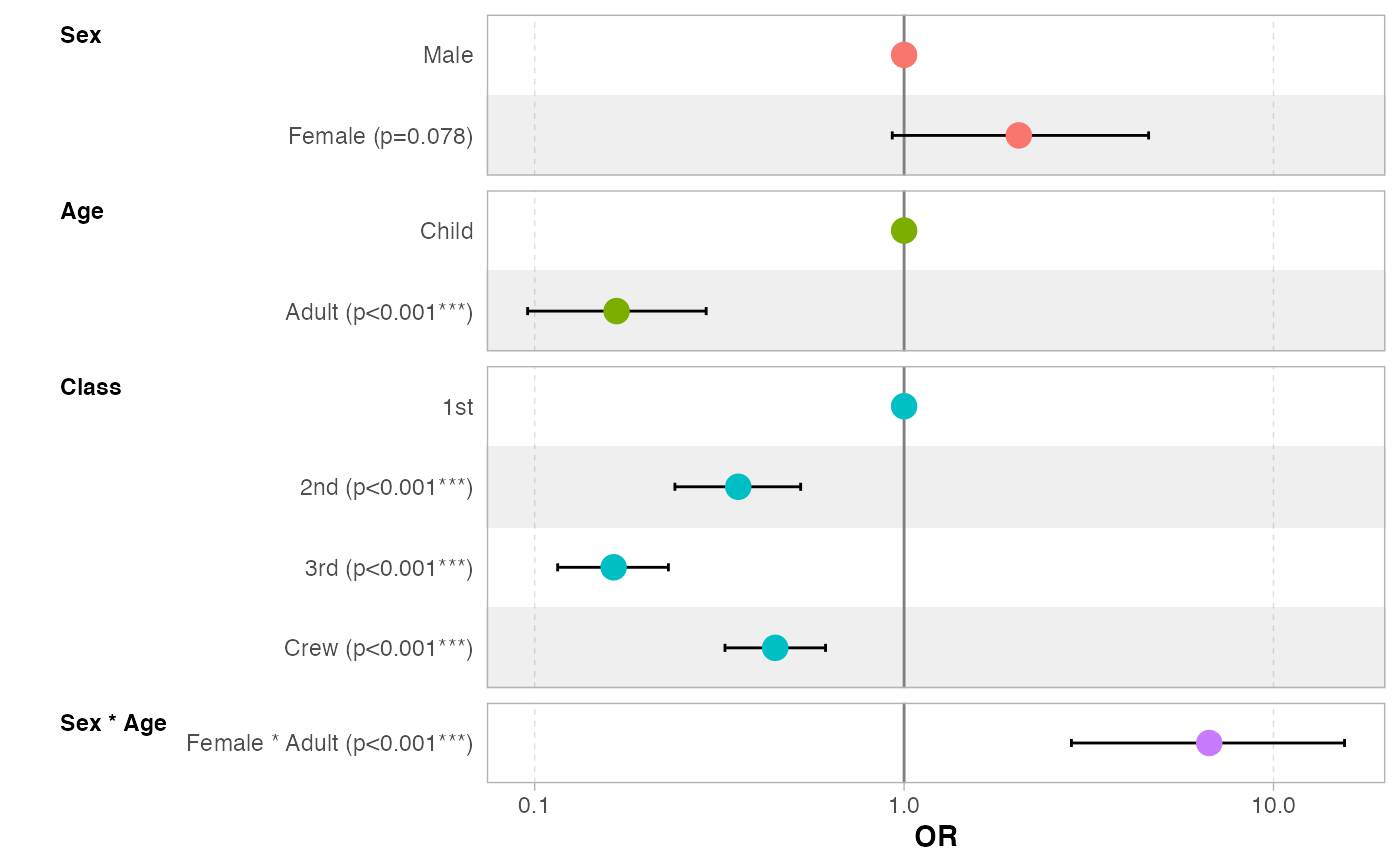 Sex
Male
Female (p=0.078)
Age
Child
Adult (p<0.001***)
Class
1st
2nd (p<0.001***)
3rd (p<0.001***)
Crew (p<0.001***)
Sex * Age
Female * Adult (p<0.001***)
0.1 1.0 10.0
OR